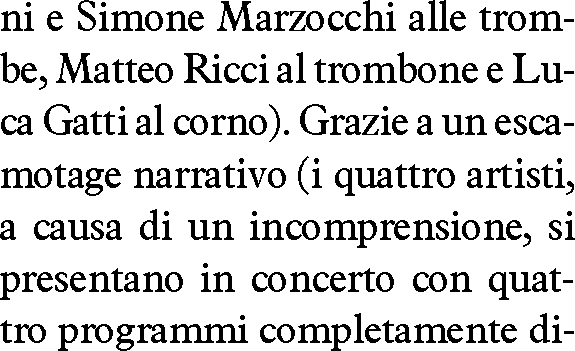 ni e Simone Marzocchi alle trom-
be, Matteo Ricci al trombone e Lu-
ca Gatti al corno). Grazie a un esca-
motage narrativo (i quattro artisti,
a causa di un incomprensione, si
presentano in concerto con quat-
tro programmi completamente di-